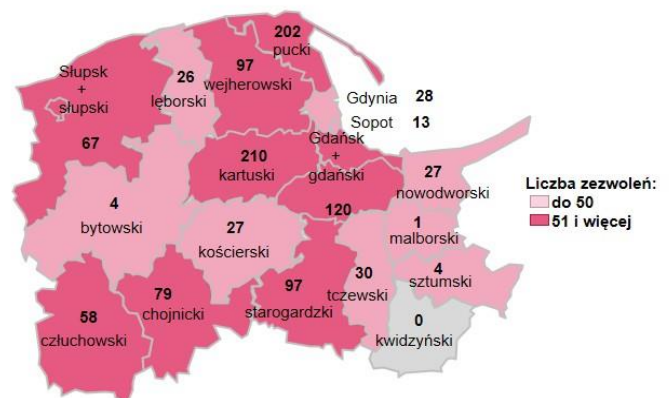 202
pucki
Słupsk
+
słupski
67
26
lęborski
97
wejherowski
Gdynia 28
Sopot 13
Gdańsk
+
gdański
120
210
kartuski
27
nowodworski
Liczba zezwoleń:
do 50
51 i więcej
4
bytowski
27
kościerski
1
malborski
4
sztumski
30
tczewski
97
starogardzki
79
chojnicki
58
człuchowski
0
kwidzyński